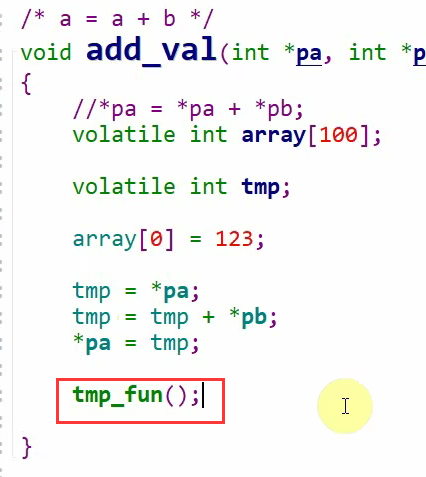 /* a = a + b */
void add_val(int *pa, int *p
{
//*pa = *pa + *pb;
volatile int array[100];
volatile int tmp;
array[0] = 123;
tmp = *pa;
tmp = tmp + *pb;
*pa = tmp;
tmp_fun();
}